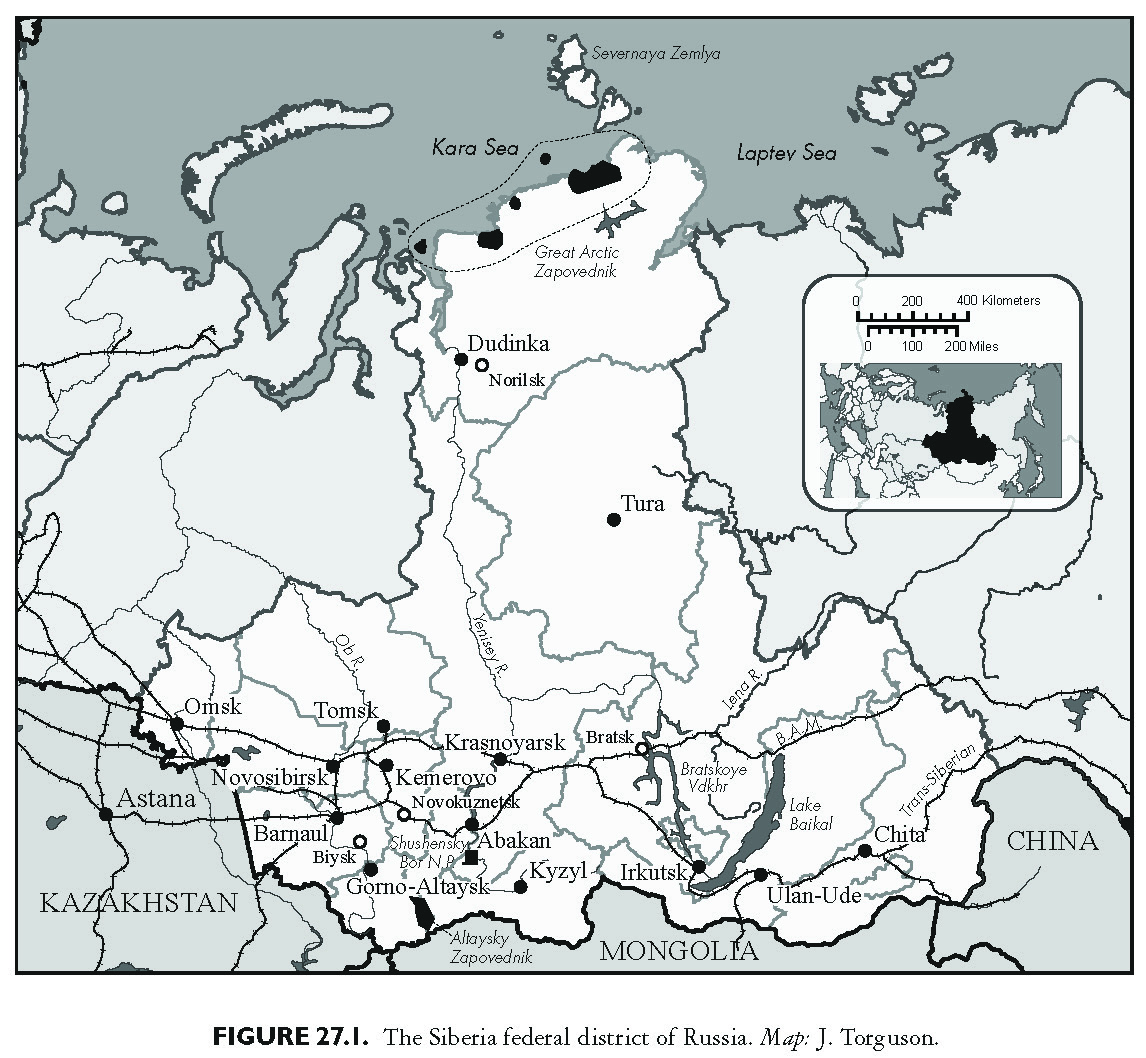 Severnaya Zemlya
Kara Sea
Laptev Sea
Great Arctic
Zapovednik
0 200 400 Kilometers
0 100 200 Miles
Dudinka
Norilsk
Tura
Yenisey R.
Ob R.
Lena R.
Omsk
Tomsk
Krasnoyarsk
Bratsk
B.A.M.
Novosibirsk
Kemerovo
Bratskoye
Vdkhr
Trans-Siberian
Astana
Novokuznetsk
Lake
Baikal
Barnaul
Shushensky
Bor N.P.
Abakan
Chita
CHINA
Biysk
Gorno-Altaysk
Kyzyl
Irkutsk
Ulan-Ude
KAZAKHSTAN
Altaysky
Zapovednik
MONGOLIA
FIGURE 27.1. The Siberia federal district of Russia. Map: J. Torguson.